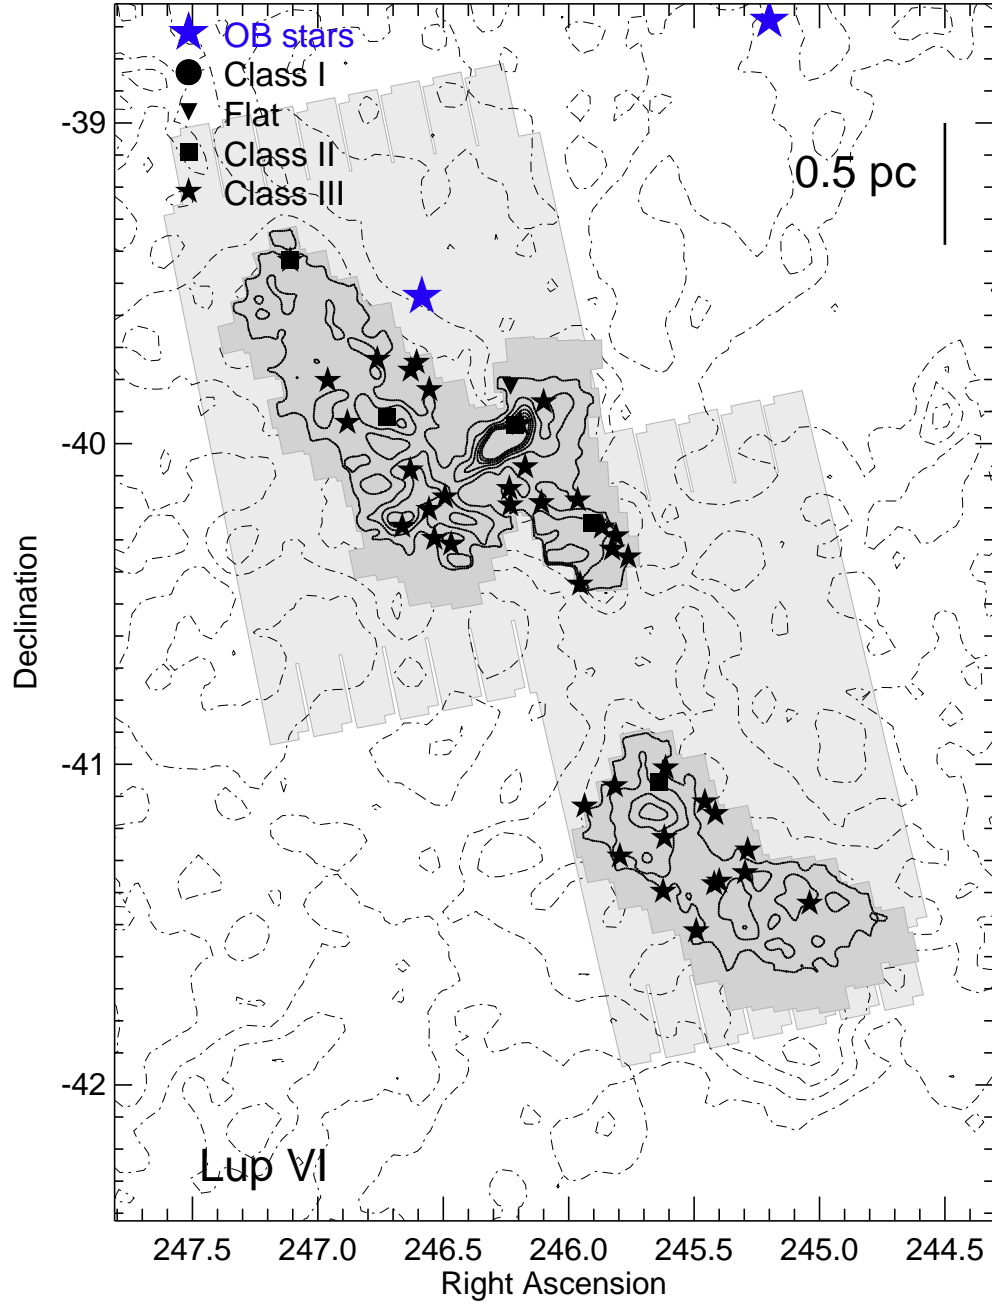 OB stars
Class I
Flat
Class II
Class III
0.5 pc
-39
-40
-41
-42
Declination
Lup VI
247.5 247.0 246.5 246.0 245.5 245.0 244.5
Right Ascension